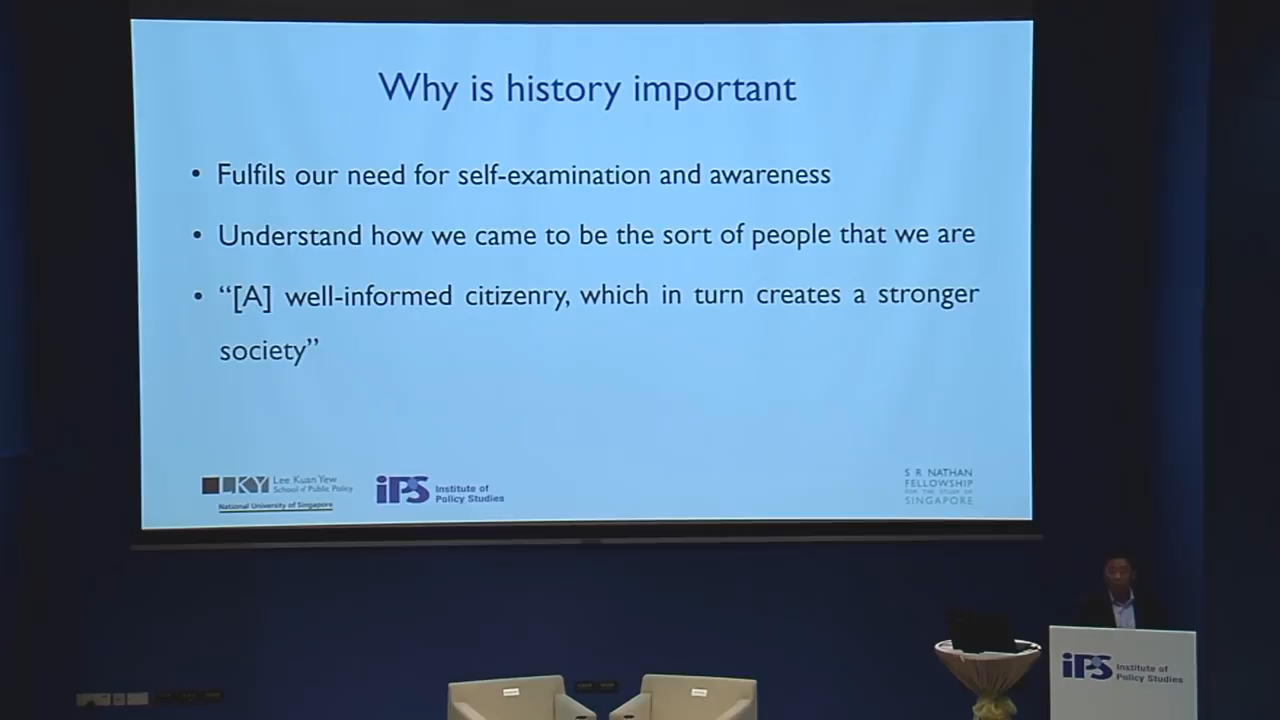 Why is history important
• Fulfils our need for self-examination and awareness
• Understand how we came to be the sort of people that we are
• “[A] well-informed citizenry, which in turn creates a stronger
society”
LKY Lee Kuan Yew
School of Public Policy
National University of Singapore
iPS Institute of
Policy Studies
S R NATHAN
FELLOWSHIP
FOR THE STUDY OF
SINGAPORE
iPS Institute of
Policy Studies